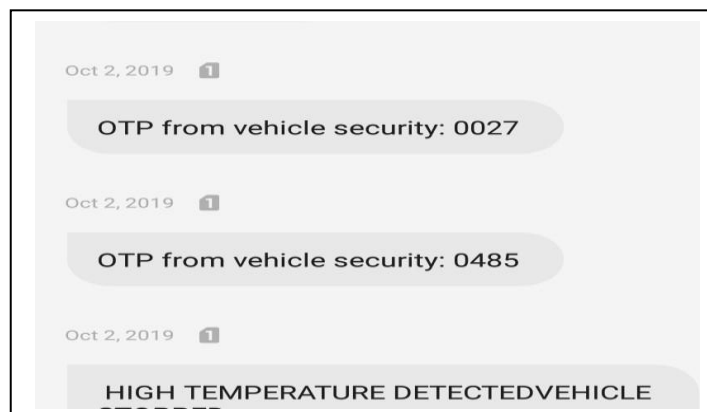 Oct 2, 2019 1
OTP from vehicle security: 0027
Oct 2, 2019 1
OTP from vehicle security: 0485
Oct 2, 2019 1
HIGH TEMPERATURE DETECTEDVEHICLE
STOPPED